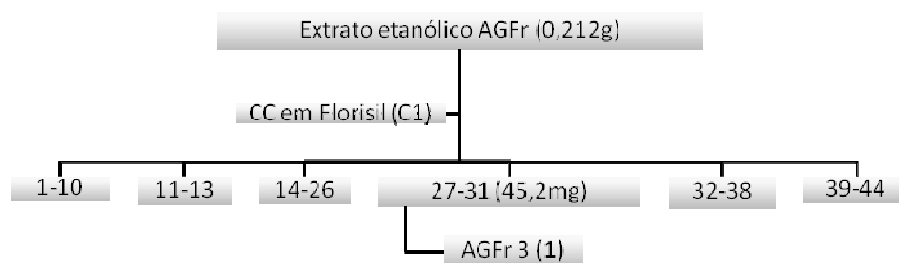 Extrato etanólico AGFr (0,212g)
CC em Florisil (C1)
1-10
11-13
14-26
27-31 (45,2mg)
32-38
39-44
AGFr 3 (1)